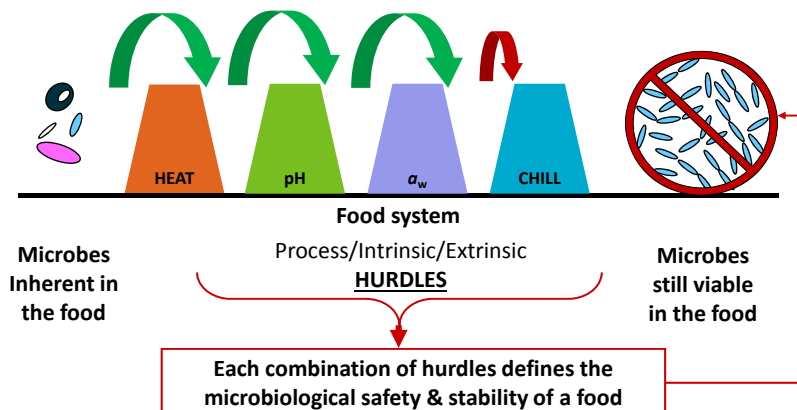 HEAT
pH
aw
CHILL
Food system
Process/Intrinsic/Extrinsic
HURDLES
Microbes
Inherent in
the food
Microbes
still viable
in the food
Each combination of hurdles defines the
microbiological safety & stability of a food